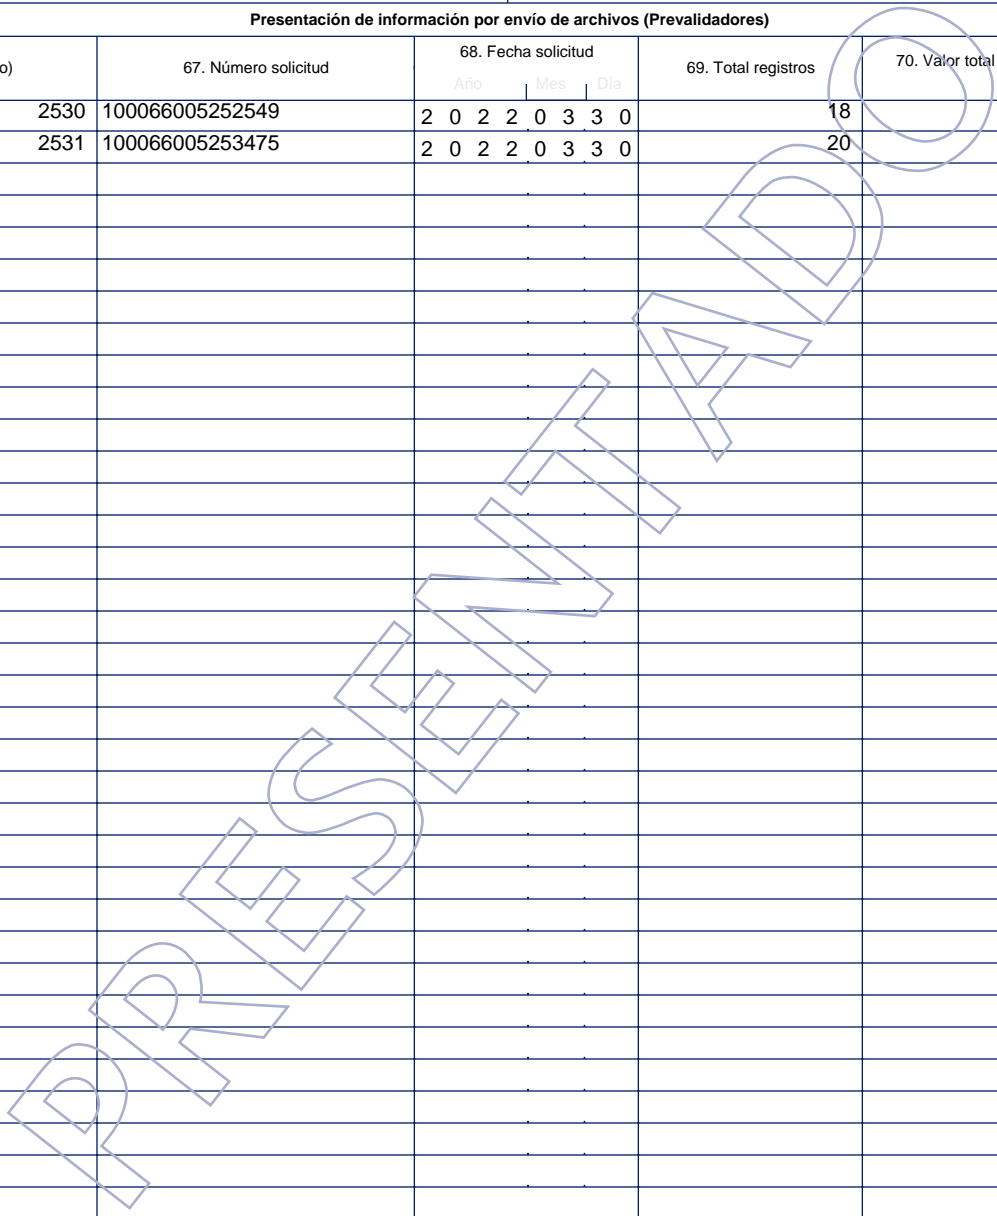 Presentación de información por envío de archivos (Prevalidadores)
o) 67. Número solicitud 68. Fecha solicitud 69. Total registros 70. Valor total
Año Mes Día
2530 100066005252549 2 0 2 2 0 3 3 0 18
2531 100066005253475 2 0 2 2 0 3 3 0 20
PRESENTADO